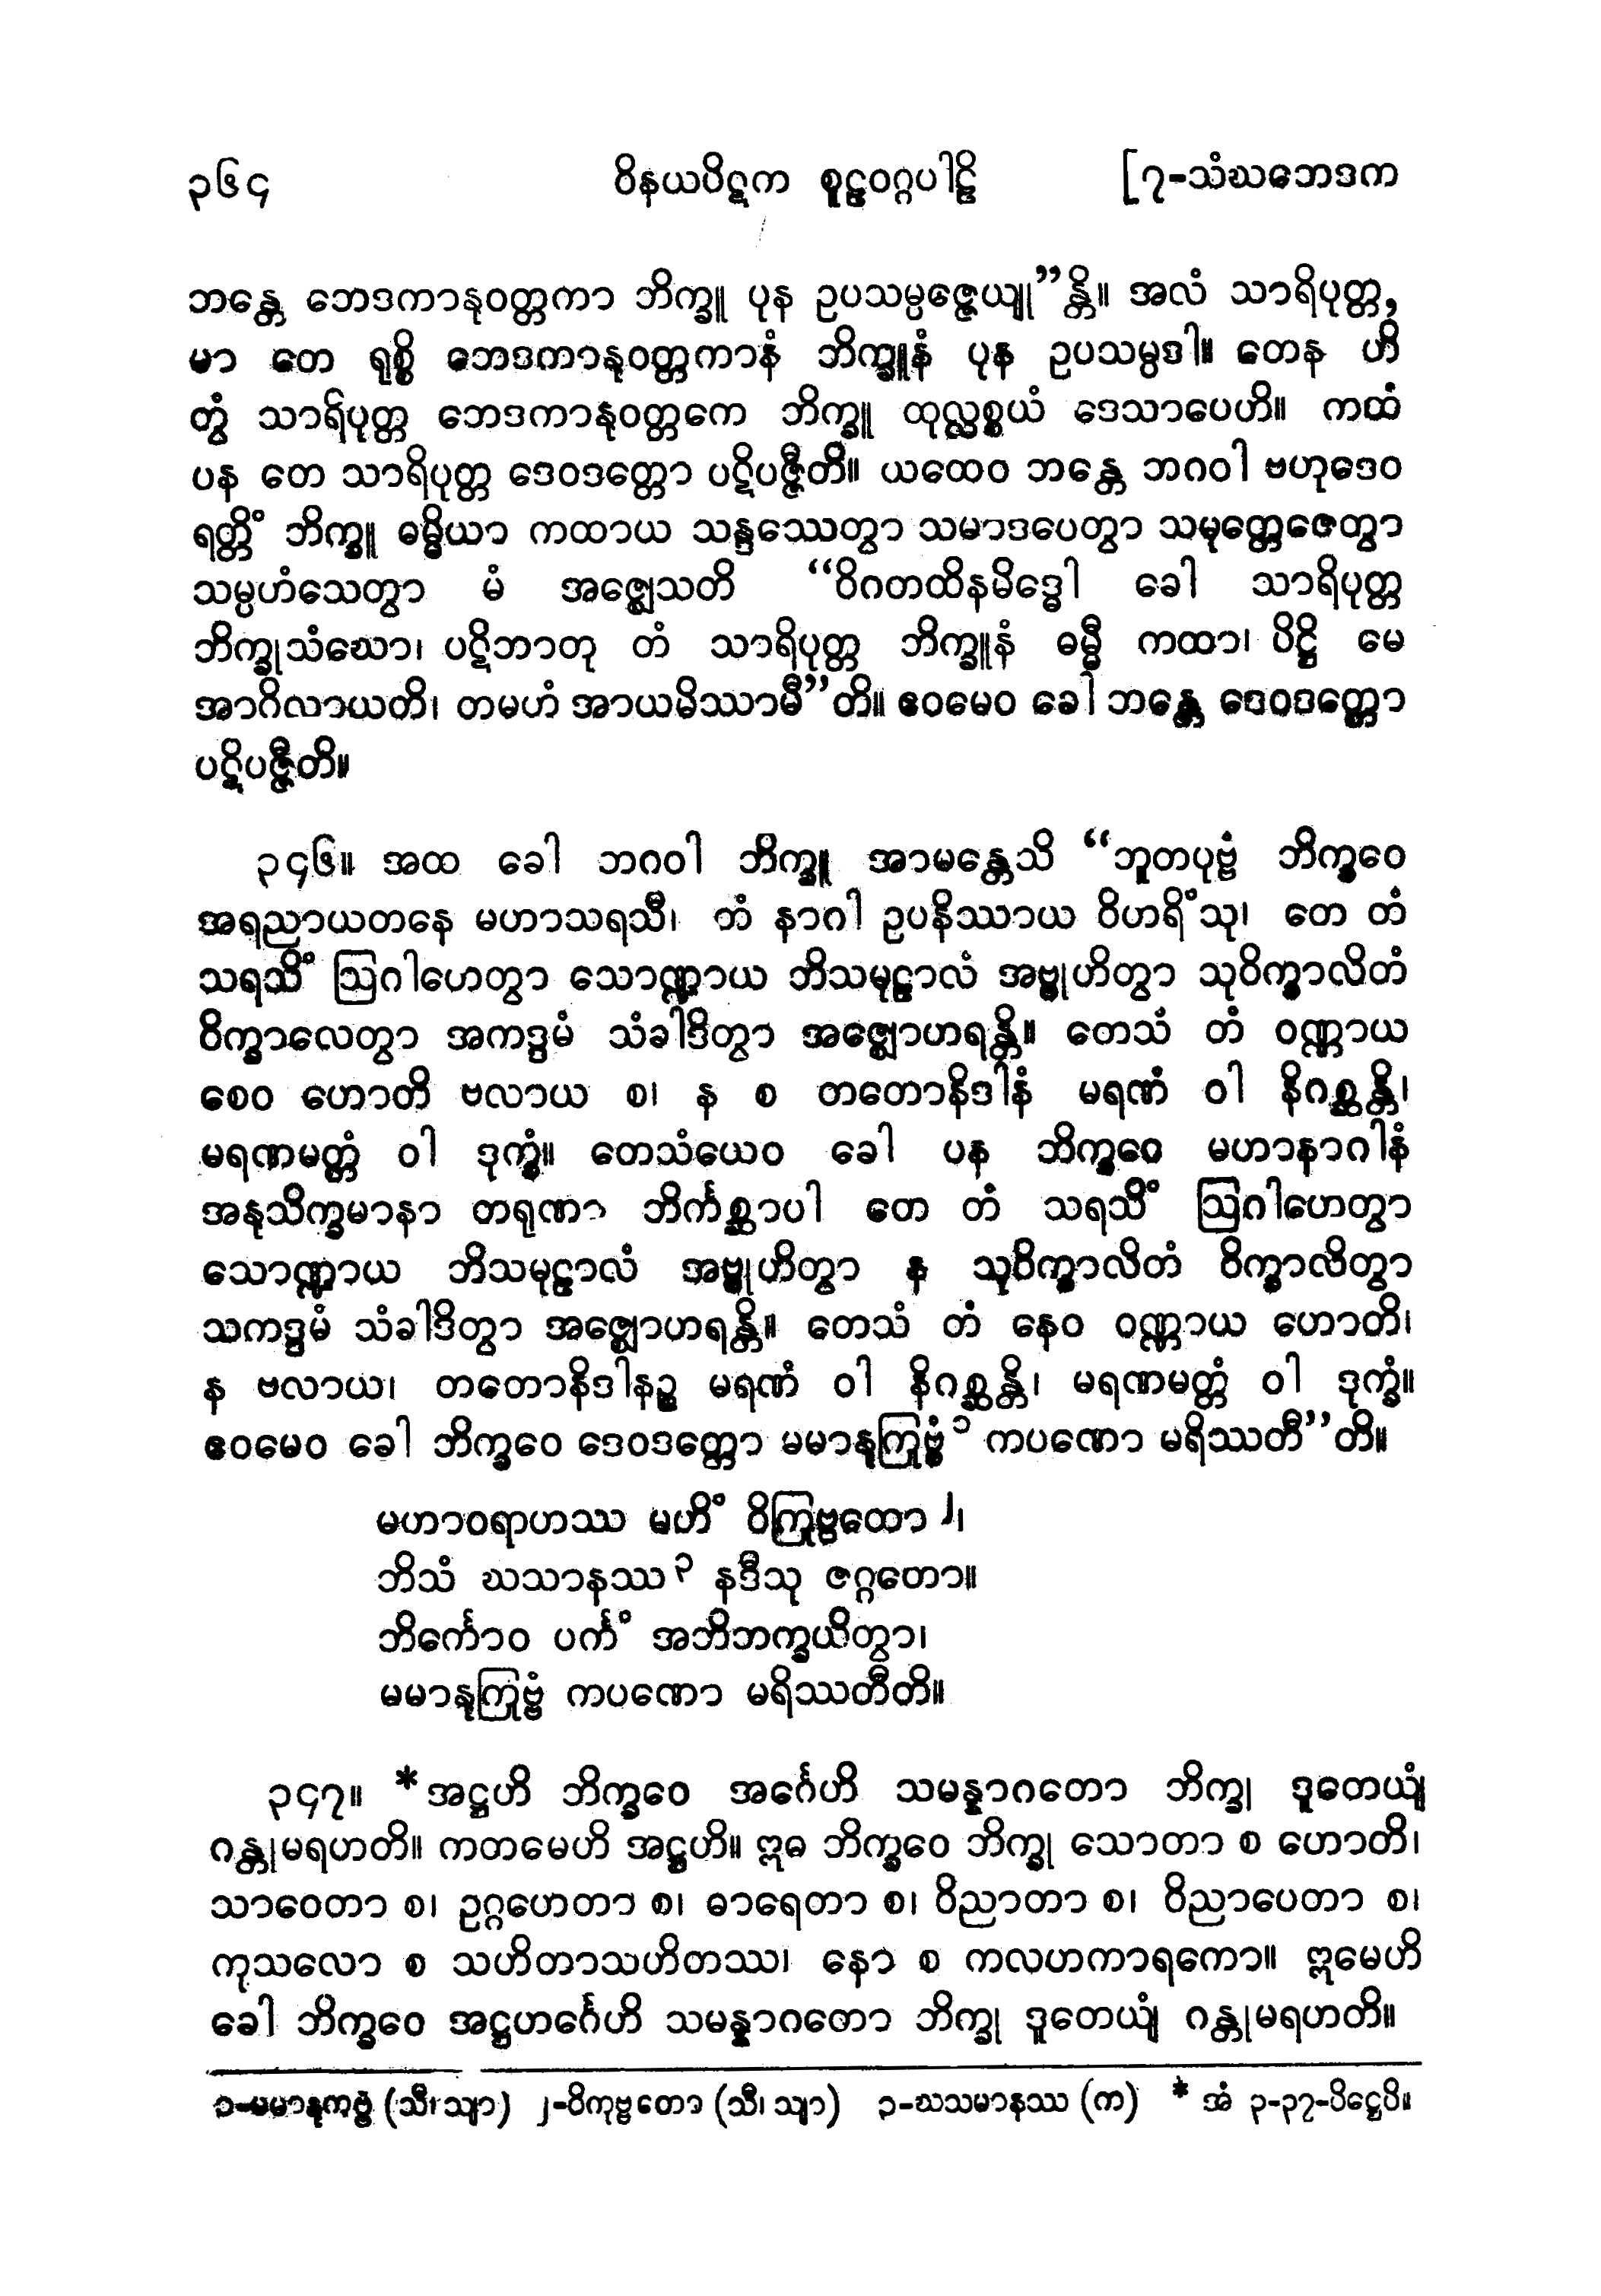 ၃၆၄ ဝိနယပိဋက စူဠဝဂ္ဂပါဠိ [၇-သံဃဘေဒက
ဘန္တေ ဘေဒကာနုဝတ္တကာ ဘိက္ခူ ပုန ဥပသမ္ပဇ္ဇေယျု”န္တိ။ အလံ သာရိပုတ္တ,
မာ တေ ရုစ္စိ ဘေဒကာနုဝတ္တကာနံ ဘိက္ခူနံ ပုန ဥပသမ္ပဒါ။ တေန ဟိ
တွံ သာရိပုတ္တ ဘေဒကာနုဝတ္တကေ ဘိက္ခူ ထုလ္လစ္စယံ ဒေသာပေဟိ။ ကထံ
ပန တေ သာရိပုတ္တ ဒေဝဒတ္တော ပဋိပဇ္ဇီတိ။ ယထေဝ ဘန္တေ ဘဂဝါ ဗဟုဒေဝ
ရတ္တိံ ဘိက္ခူ ဓမ္မိယာ ကထာယ သန္ဒဿေတွာ သမာဒပေတွာ သမုတ္တေဇေတွာ
သမ္ပဟံသေတွာ မံ အဇ္ဈေသတိ “ဝိဂတထိနမိဒ္ဓေါ ခေါ သာရိပုတ္တ
ဘိက္ခုသံဃော၊ ပဋိဘာတု တံ သာရိပုတ္တ ဘိက္ခူနံ ဓမ္မီ ကထာ၊ ပိဋ္ဌိ မေ
အာဂိလာယတိ၊ တမဟံ အာယမိဿာမီ”တိ။ ဧဝမေဝ ခေါ ဘန္တေ ဒေဝဒတ္တော
ပဋိပဇ္ဇီတိ။
၃၄၆။ အထ ခေါ ဘဂဝါ ဘိက္ခူ အာမန္တေသိ “ဘူတပုဗ္ဗံ ဘိက္ခဝေ
အရညာယတနေ မဟာသရသီ၊ တံ နာဂါ ဥပနိဿာယ ဝိဟရိံသု၊ တေ တံ
သရသိံ ဩဂါဟေတွာ သောဏ္ဍာယ ဘိသမုဠာလံ အဗ္ဗုဟိတွာ သုဝိက္ခာလိတံ
ဝိက္ခာလေတွာ အကဒ္ဒမံ သံခါဒိတွာ အဇ္ဈောဟရန္တိ။ တေသံ တံ ဝဏ္ဏာယ
စေဝ ဟောတိ ဗလာယ စ၊ န စ တတောနိဒါနံ မရဏံ ဝါ နိဂစ္ဆန္တိ၊
မရဏမတ္တံ ဝါ ဒုက္ခံ။ တေသံယေဝ ခေါ ပန ဘိက္ခဝေ မဟာနာဂါနံ
အနုသိက္ခမာနာ တရုဏာ ဘိင်္ကစ္ဆာပါ တေ တံ သရသိံ ဩဂါဟေတွာ
သောဏ္ဍာယ ဘိသမုဠာလံ အဗ္ဗုဟိတွာ န သုဝိက္ခာလိတံ ဝိက္ခာလိတွာ
သကဒ္ဒမံ သံခါဒိတွာ အဇ္ဈောဟရန္တိ။ တေသံ တံ နေဝ ဝဏ္ဏာယ ဟောတိ၊
န ဗလာယ၊ တတောနိဒါနဉ္စ မရဏံ ဝါ နိဂစ္ဆန္တိ၊ မရဏမတ္တံ ဝါ ဒုက္ခံ။
ဧဝမေဝ ခေါ ဘိက္ခဝေ ဒေဝဒတ္တော မမာနုကြုဗ္ဗံ၁ ကပဏော မရိဿတီ”တိ။
မဟာဝရာဟဿ မဟိံ ဝိကြုဗ္ဗထော၂၊
ဘိသံ ဃသာနဿ၃ နဒီသု ဇဂ္ဂတော။
ဘိင်္ကောဝ ပင်္ကံ အဘိဘက္ခယိတွာ၊
မမာနုကြုဗ္ဗံ ကပဏော မရိဿတီတိ။
၃၄၇။ *အဋ္ဌဟိ ဘိက္ခဝေ အင်္ဂေဟိ သမန္နာဂတော ဘိက္ခု ဒူတေယျံ
ဂန္တုမရဟတိ။ ကတမေဟိ အဋ္ဌဟိ။ ဣဓ ဘိက္ခဝေ ဘိက္ခု သောတာ စ ဟောတိ၊
သာဝေတာ စ၊ ဥဂ္ဂဟေတာ စ၊ ဓာရေတာ စ၊ ဝိညာတာ စ၊ ဝိညာပေတာ စ၊
ကုသလော စ သဟိတာသဟိတဿ၊ နော စ ကလဟကာရကော။ ဣမေဟိ
ခေါ ဘိက္ခဝေ အဋ္ဌဟင်္ဂေဟိ သမန္နာဂတော ဘိက္ခု ဒူတေယျံ ဂန္တုမရဟတိ။
၁-မမာနုကုဗ္ဗံ (သီ၊သျာ) ၂-ဝိကုဗ္ဗတော (သီ၊သျာ) ၃-ဃသမာနဿ (က) * အံ ၃-၃၇-ပိဋ္ဌေပိ။